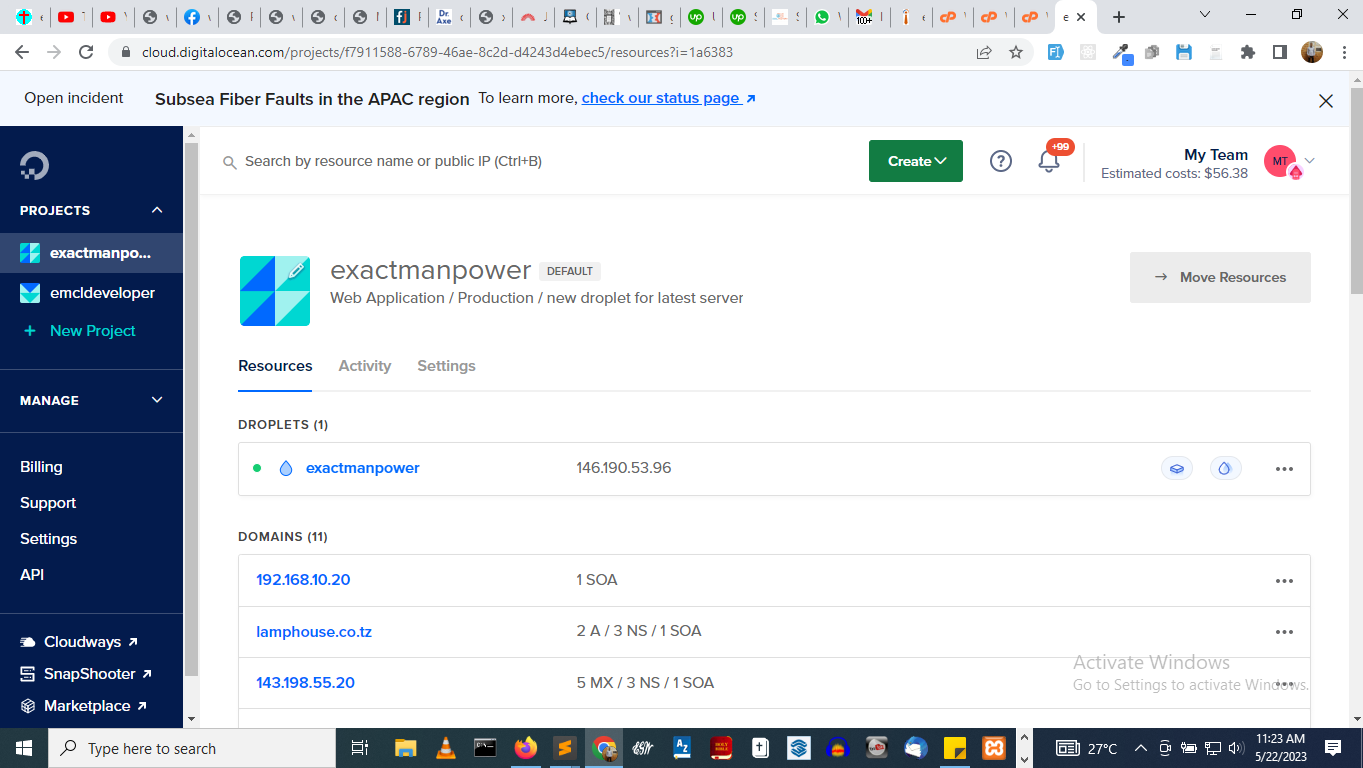 T
V
v
v
F
v
c
M
F
Dr. Axe
c
x
J
C
v
g
U
S
S
W
100+
I
e
V
V
V
e
cloud.digitalocean.com/projects/f7911588-6789-46ae-8c2d-d4243d4ebec5/resources?i=1a6383
Open incident
Subsea Fiber Faults in the APAC region To learn more, check our status page
Search by resource name or public IP (Ctrl+B)
Create
+99
My Team
Estimated costs: $56.38
MT
PROJECTS
exactmanpo...
emcldeveloper
+ New Project
MANAGE
Billing
Support
Settings
API
Cloudways
SnapShooter
Marketplace
exactmanpower DEFAULT
Web Application / Production / new droplet for latest server
Move Resources
Resources Activity Settings
DROPLETS (1)
exactmanpower 146.190.53.96
DOMAINS (11)
192.168.10.20 1 SOA
lamphouse.co.tz 2 A / 3 NS / 1 SOA
143.198.55.20 5 MX / 3 NS / 1 SOA
Activate Windows
Go to Settings to activate Windows.
Type here to search
27°C
11:23 AM
5/22/2023